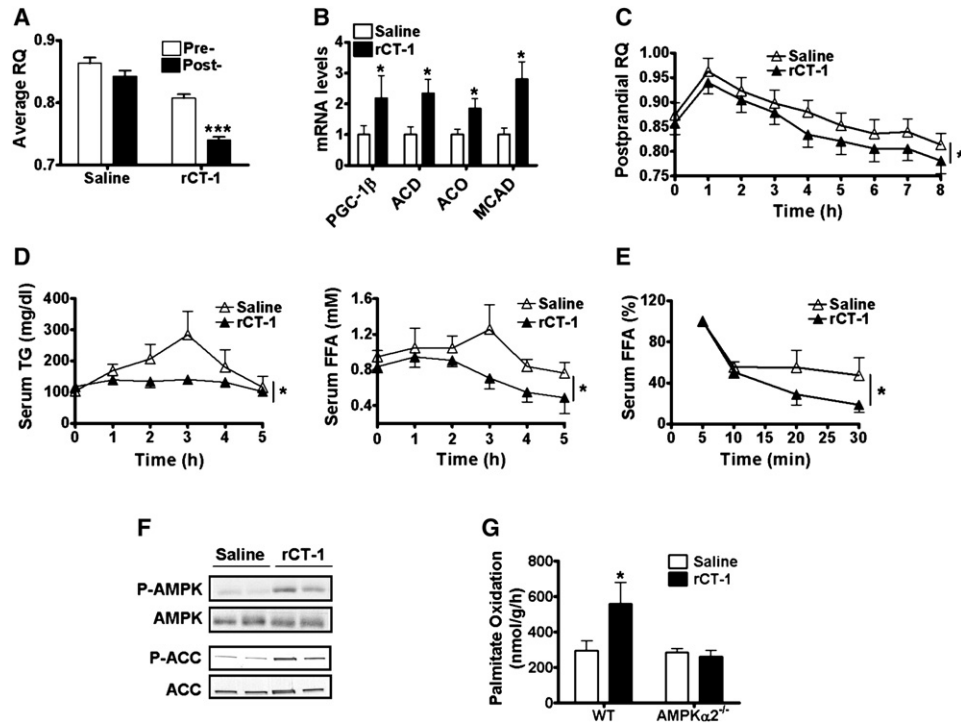 A
Average RQ
0.9
0.8
0.7
Pre-
Post-
***
Saline
rCT-1
B
mRNA levels
5
4
3
2
1
0
Saline
rCT-1
*
*
*
*
PGC-1β
ACD
ACO
MCAD
C
Postprandial RQ
1.00
0.95
0.90
0.85
0.80
0.75
Saline
rCT-1
*
0 1 2 3 4 5 6 7 8
Time (h)
D
Serum TG (mg/dl)
400
300
200
100
0
Saline
rCT-1
*
0 1 2 3 4 5
Time (h)
Serum FFA (mM)
1.6
1.2
0.8
0.4
Saline
rCT-1
*
0 1 2 3 4 5
Time (h)
E
Serum FFA (%)
120
80
40
0
Saline
rCT-1
*
0 5 10 15 20 25 30
Time (min)
F
Saline rCT-1
P-AMPK
AMPK
P-ACC
ACC
G
Palmitate Oxidation
(nmol/g/h)
800
600
400
200
0
Saline
rCT-1
*
WT
AMPKα2-/-